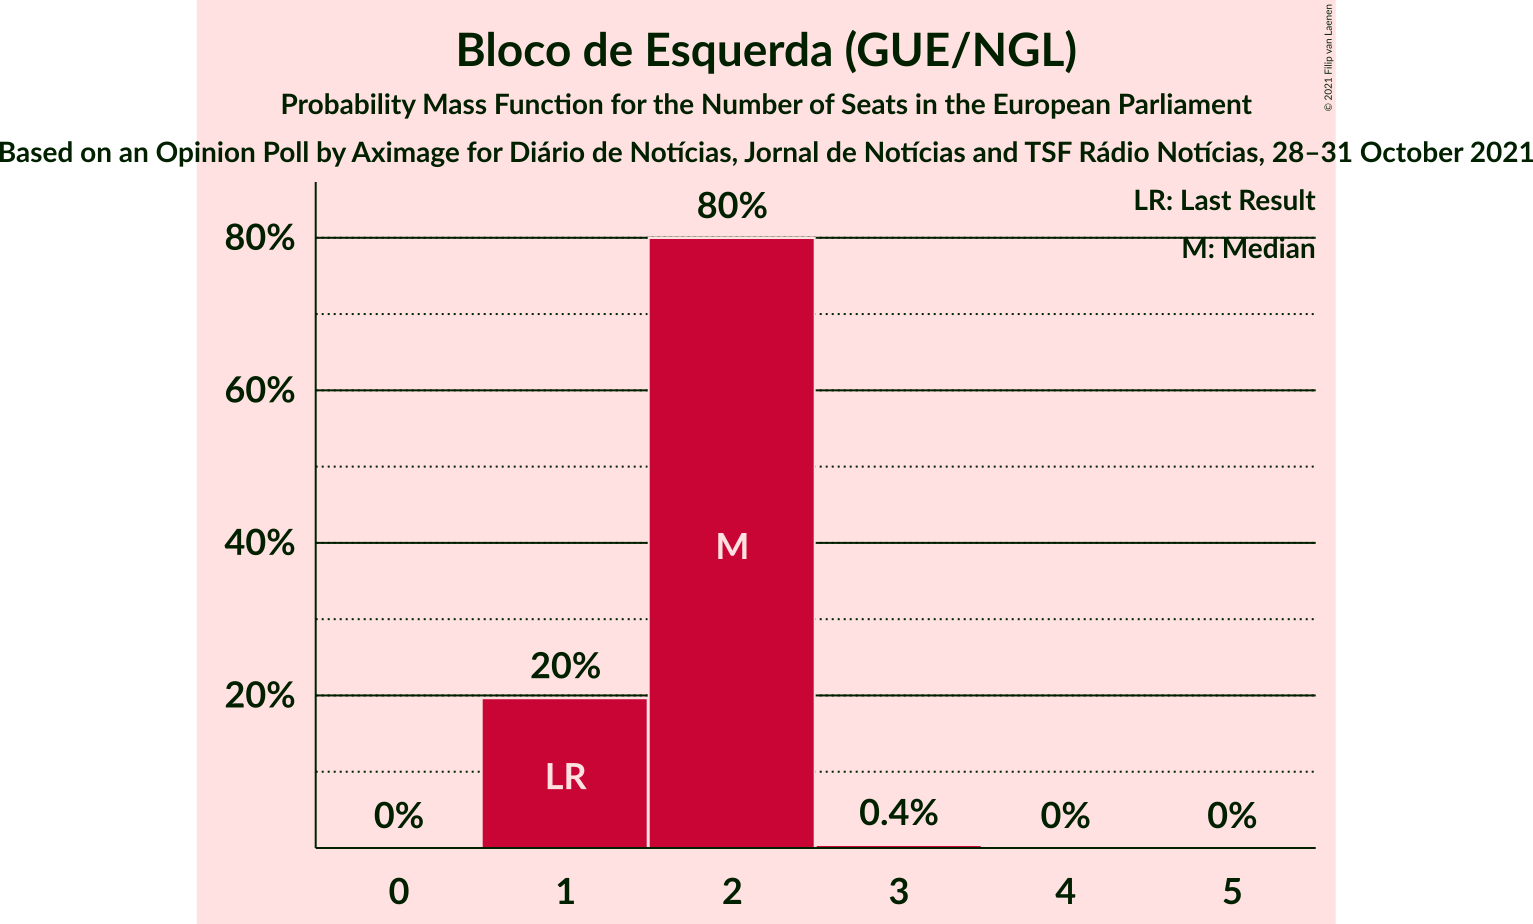 Bloco de Esquerda (GUE/NGL)
Probability Mass Function for the Number of Seats in the European Parliament
Based on an Opinion Poll by Aximage for Diário de Notícias, Jornal de Notícias and TSF Rádio Notícias, 28–31 October 2021
© 2021 Filip van Laenen
LR: Last Result
M: Median
80%
80%
60%
40%
M
20%
20%
LR
0%
0.4%
0%
0%
0 1 2 3 4 5